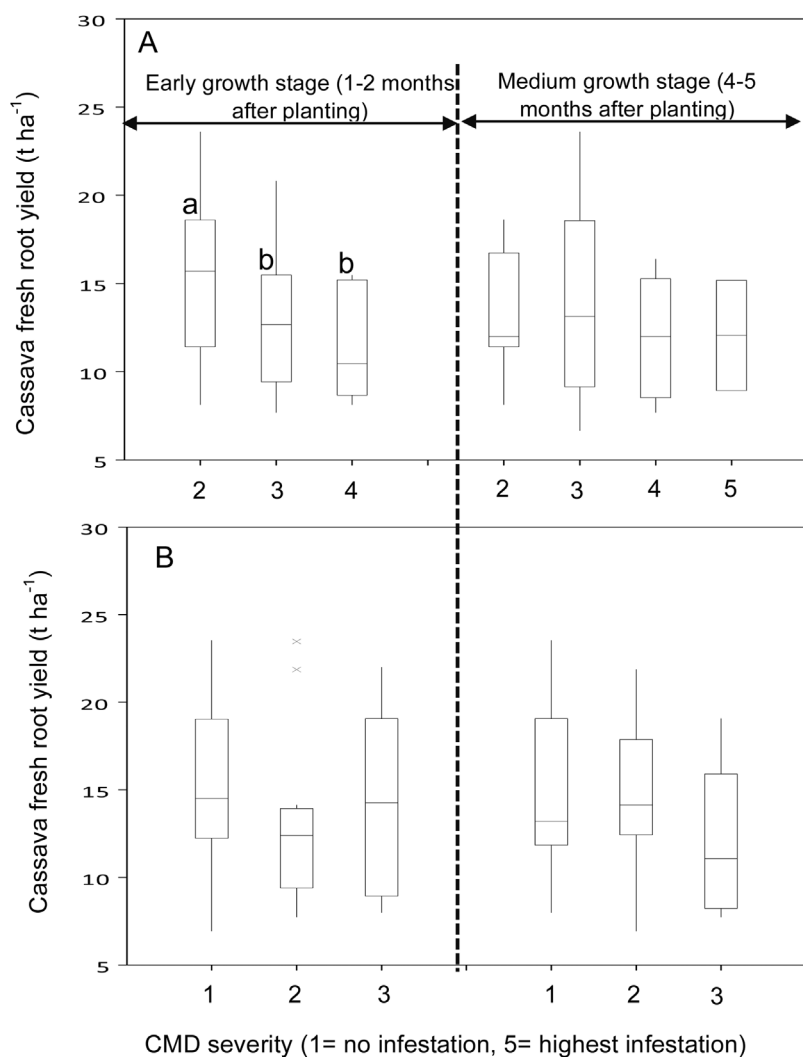 A
Early growth stage (1-2 months
after planting)
Medium growth stage (4-5
months after planting)
Cassava fresh root yield (t ha⁻¹)
30
25
20
15
10
5
a
b
b
2 3 4 2 3 4 5
B
Cassava fresh root yield (t ha⁻¹)
30
25
20
15
10
5
1 2 3 1 2 3
CMD severity (1= no infestation, 5= highest infestation)